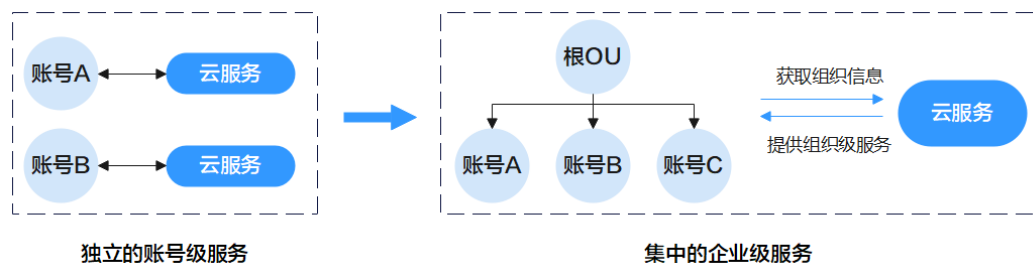 账号A
云服务
账号B
云服务
独立的账号级服务
根OU
账号A
账号B
账号C
获取组织信息
提供组织级服务
云服务
集中的企业级服务